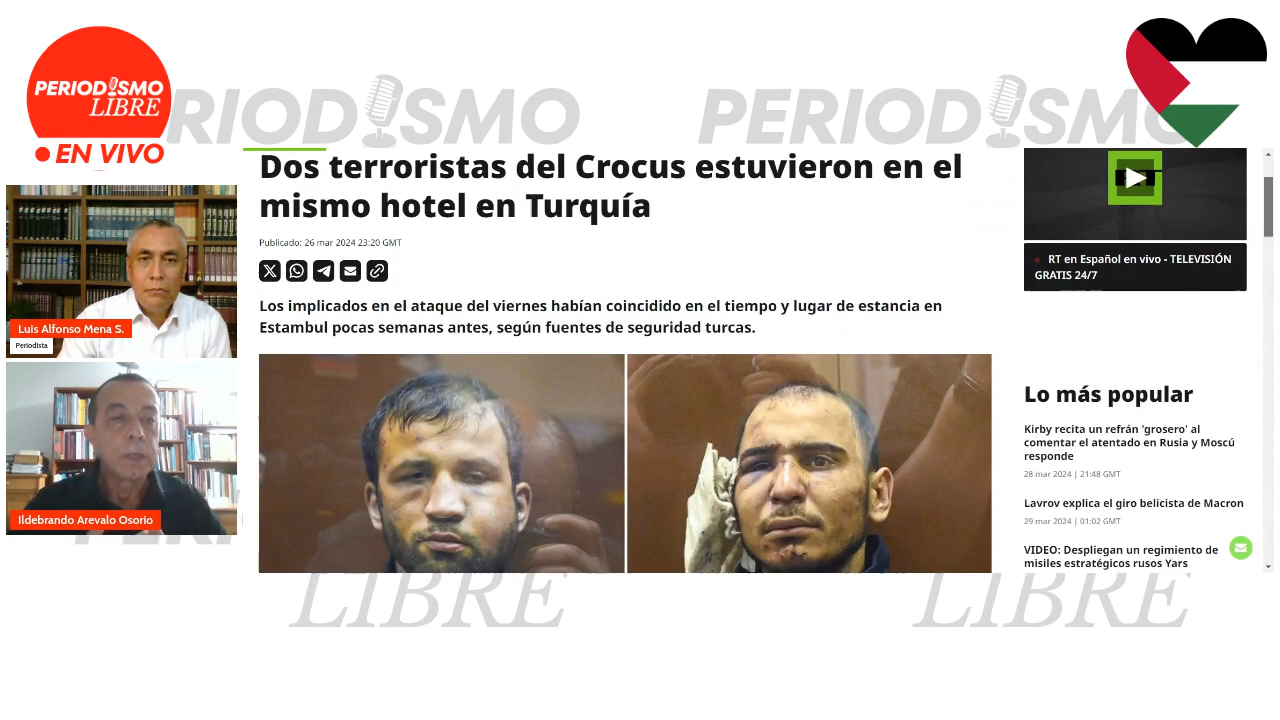 PERIODISMO
LIBRE
EN VIVO
PERIODISMO
PERIODISMO
Dos terroristas del Crocus estuvieron en el
mismo hotel en Turquía
Publicado: 26 mar 2024 23:20 GMT
Los implicados en el ataque del viernes habían coincidido en el tiempo y lugar de estancia en
Estambul pocas semanas antes, según fuentes de seguridad turcas.
Luis Alfonso Mena S.
Periodista
Ildebrando Arevalo Osorio
RT en Español en vivo - TELEVISIÓN
GRATIS 24/7
Lo más popular
Kirby recita un refrán 'grosero' al
comentar el atentado en Rusia y Moscú
responde
28 mar 2024 | 21:48 GMT
Lavrov explica el giro belicista de Macron
29 mar 2024 | 01:02 GMT
VIDEO: Despliegan un regimiento de
misiles estratégicos rusos Yars
LIBRE
LIBRE